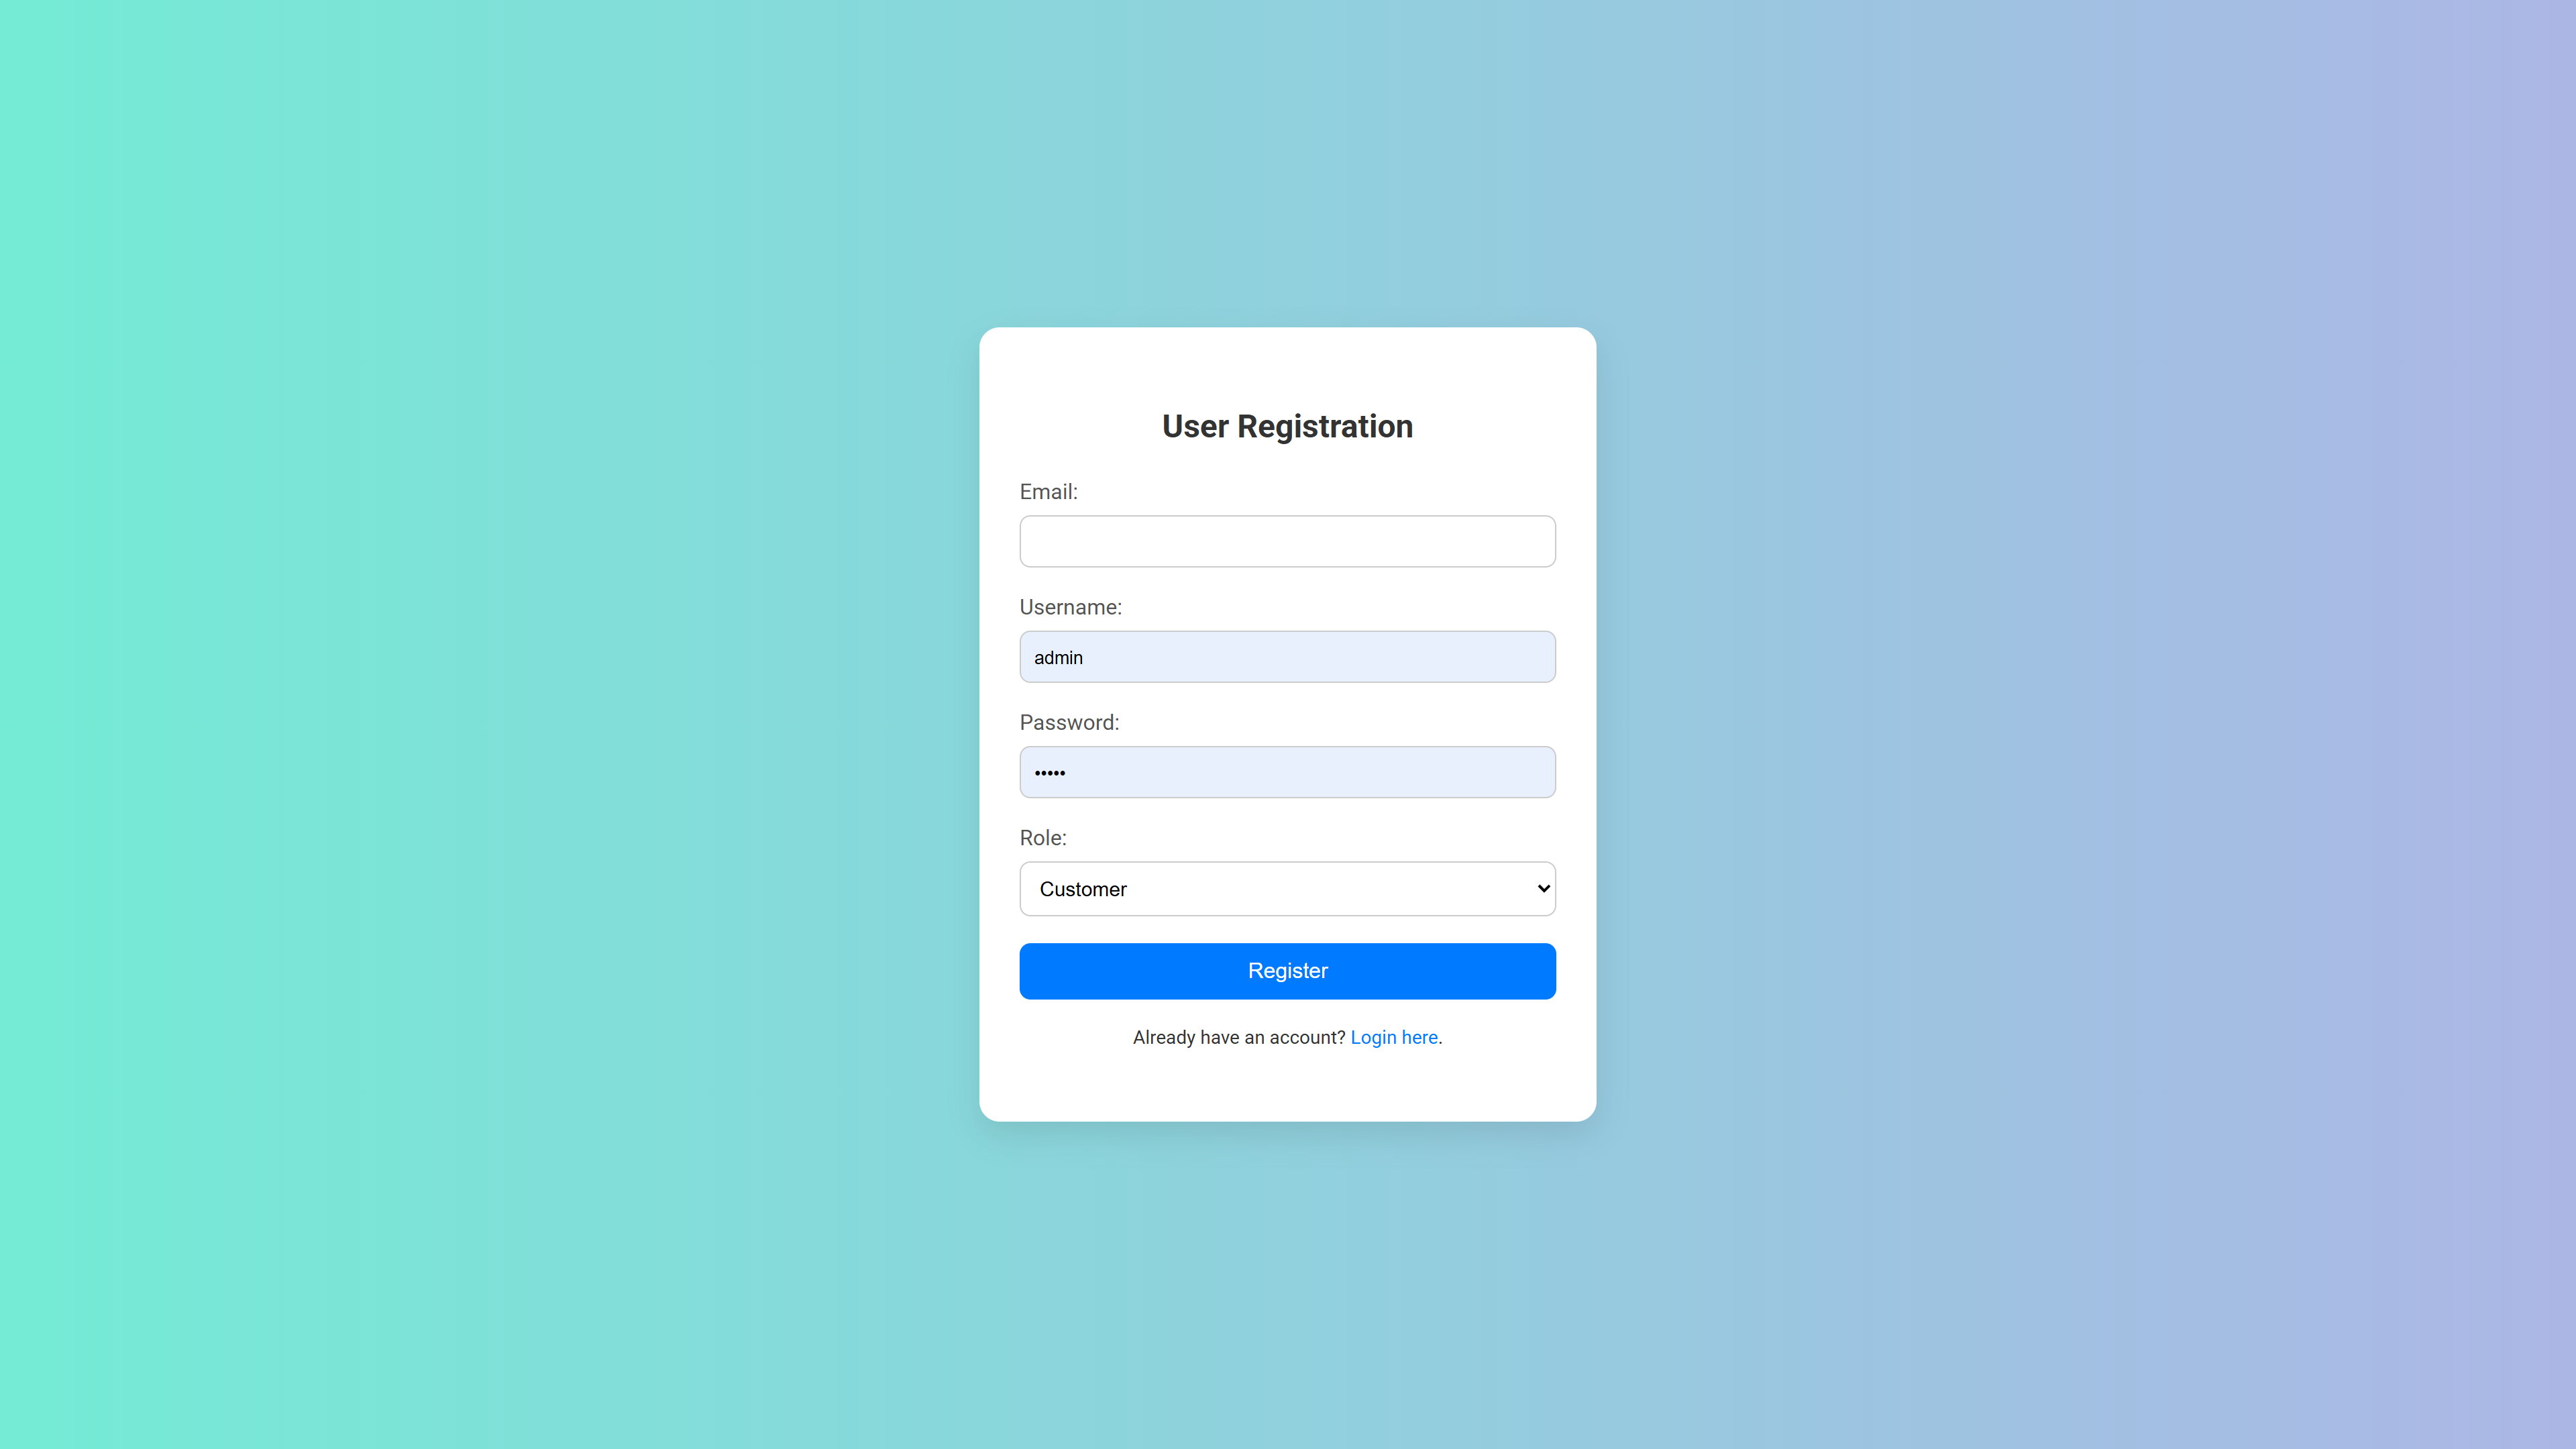 User Registration
Email:
Username:
admin
Password:
•••••
Role:
Customer
Register
Already have an account? Login here.